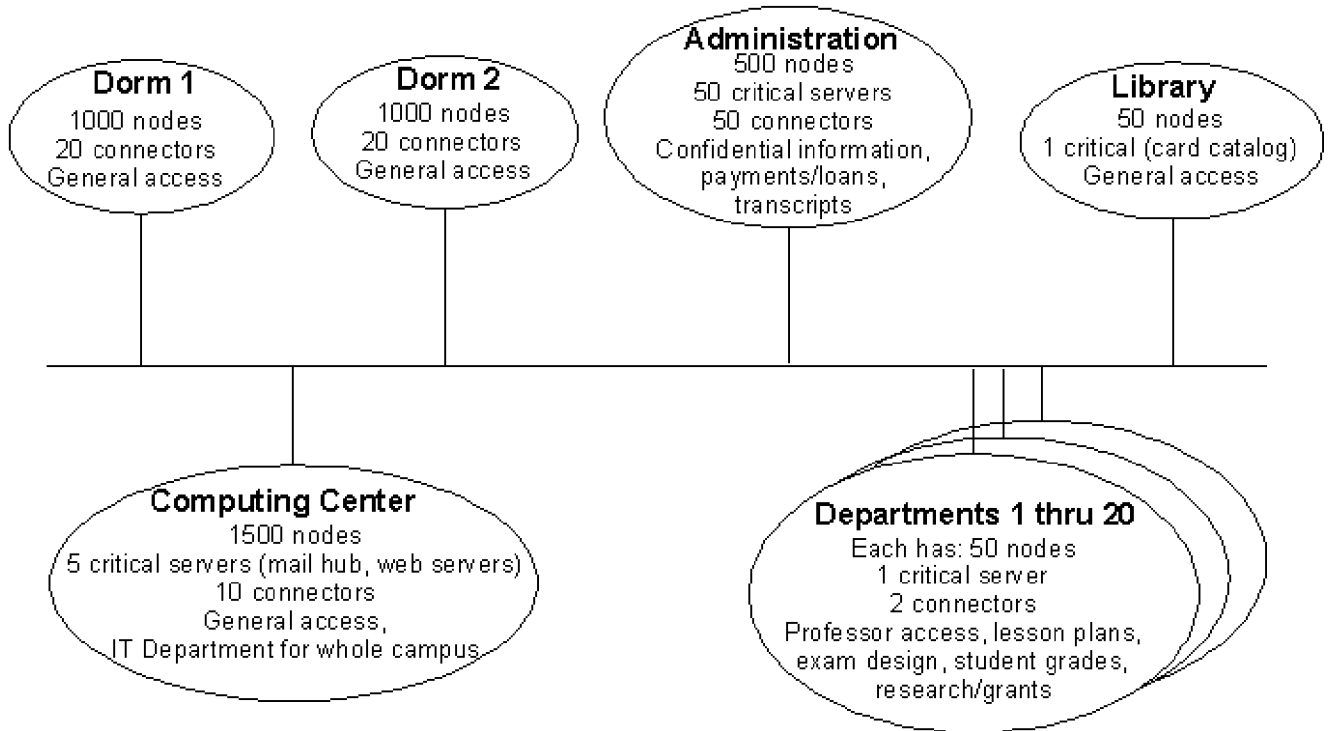 Dorm 1
1000 nodes
20 connectors
General access
Dorm 2
1000 nodes
20 connectors
General access
Administration
500 nodes
50 critical servers
50 connectors
Confidential information,
payments/loans,
transcripts
Library
50 nodes
1 critical (card catalog)
General access
Computing Center
1500 nodes
5 critical servers (mail hub, web servers)
10 connectors
General access,
IT Department for whole campus
Departments 1 thru 20
Each has: 50 nodes
1 critical server
2 connectors
Professor access, lesson plans,
exam design, student grades,
research/grants